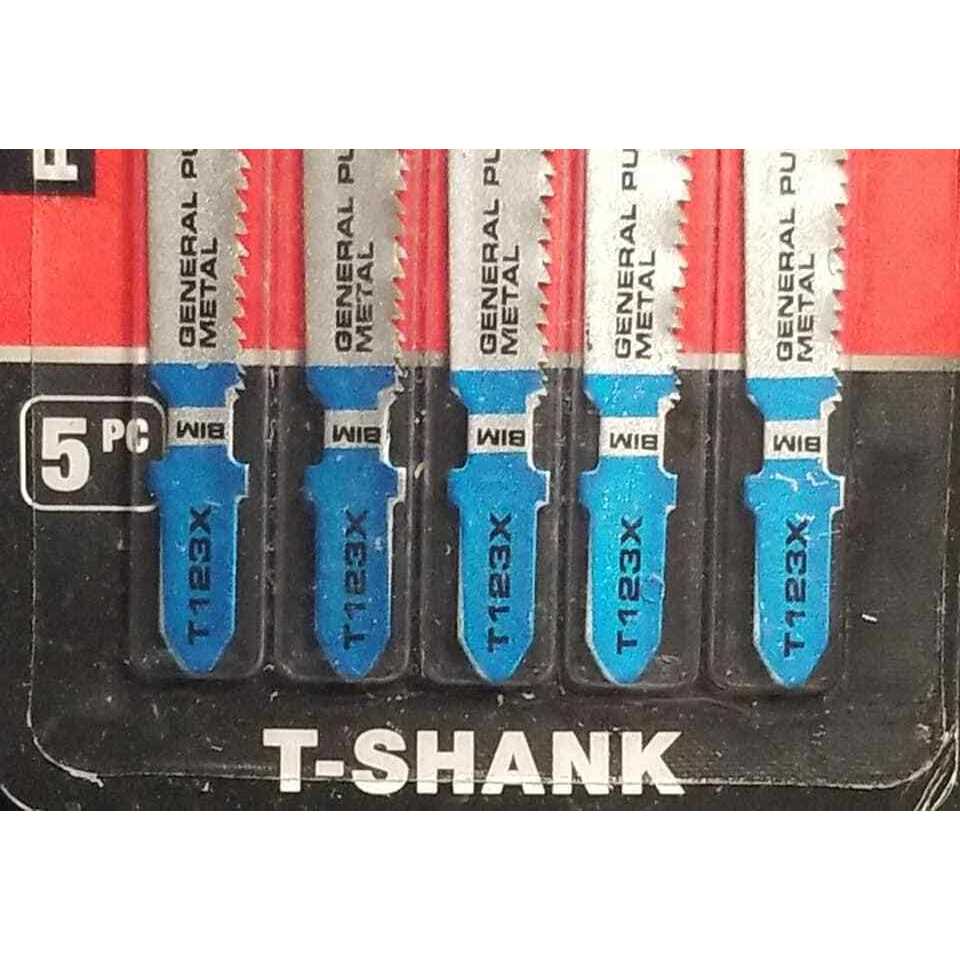 GENERAL PU
METAL
GENERAL PU
METAL
GENERAL PU
METAL
GENERAL PU
METAL
GENERAL PU
METAL
5 PC
BIM
BIM
BIM
BIM
BIM
T123X
T123X
T123X
T123X
T123X
T-SHANK